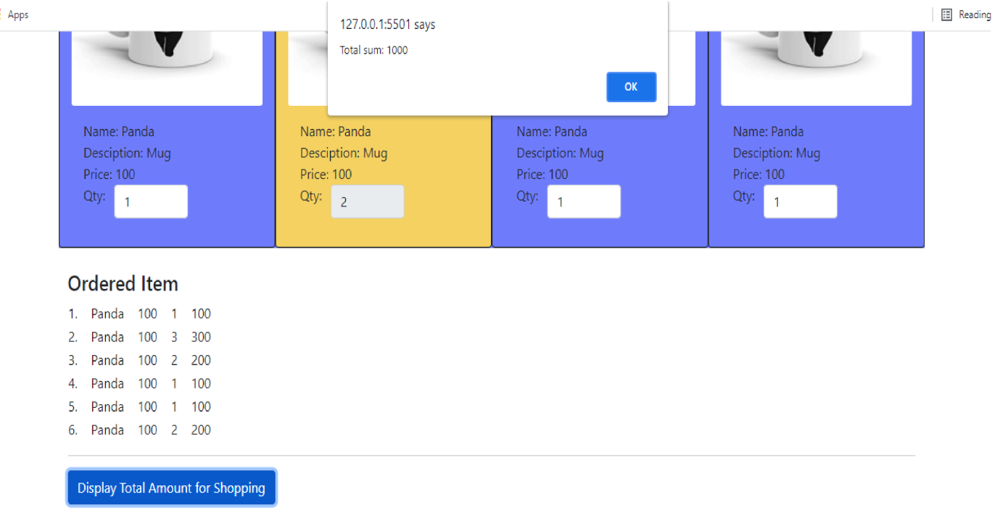 Apps
Reading
127.0.0.1:5501 says
Total sum: 1000
OK
Name: Panda
Desciption: Mug
Price: 100
Qty: 1
Name: Panda
Desciption: Mug
Price: 100
Qty: 2
Name: Panda
Desciption: Mug
Price: 100
Qty: 1
Name: Panda
Desciption: Mug
Price: 100
Qty: 1
Ordered Item
1. Panda 100 1 100
2. Panda 100 3 300
3. Panda 100 2 200
4. Panda 100 1 100
5. Panda 100 1 100
6. Panda 100 2 200
Display Total Amount for Shopping